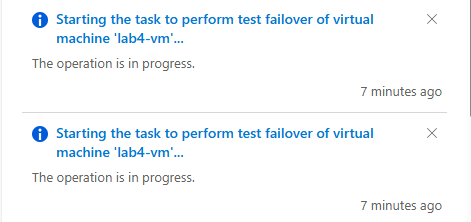 Starting the task to perform test failover of virtual
machine 'lab4-vm'...
The operation is in progress.
7 minutes ago
Starting the task to perform test failover of virtual
machine 'lab4-vm'...
The operation is in progress.
7 minutes ago